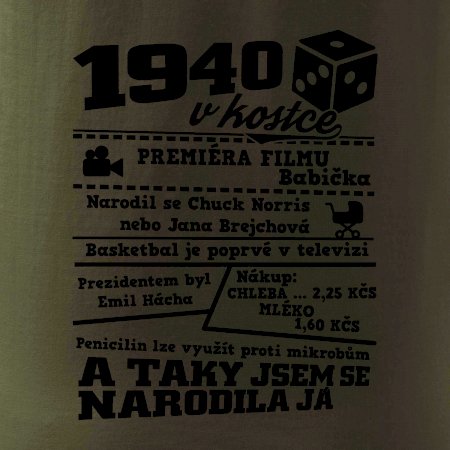 1940
v kostce
PREMIÉRA FILMU
Babička
Narodil se Chuck Norris
nebo Jana Brejchová
Basketbal je poprvé v televizi
Prezidentem byl
Emil Hácha
Nákup:
CHLEBA ... 2,25 KČS
MLÉKO
1,60 KČS
Penicilin lze využít proti mikrobům
A TAKY JSEM SE
NARODILA JÁ